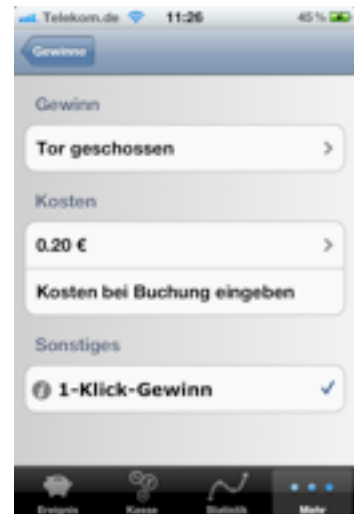 Telekom.de 11:26 45 %
Gewinne
Gewinn
Tor geschossen
Kosten
0.20 €
Kosten bei Buchung eingeben
Sonstiges
1-Klick-Gewinn
Ereignis Kasse Statistik Mehr